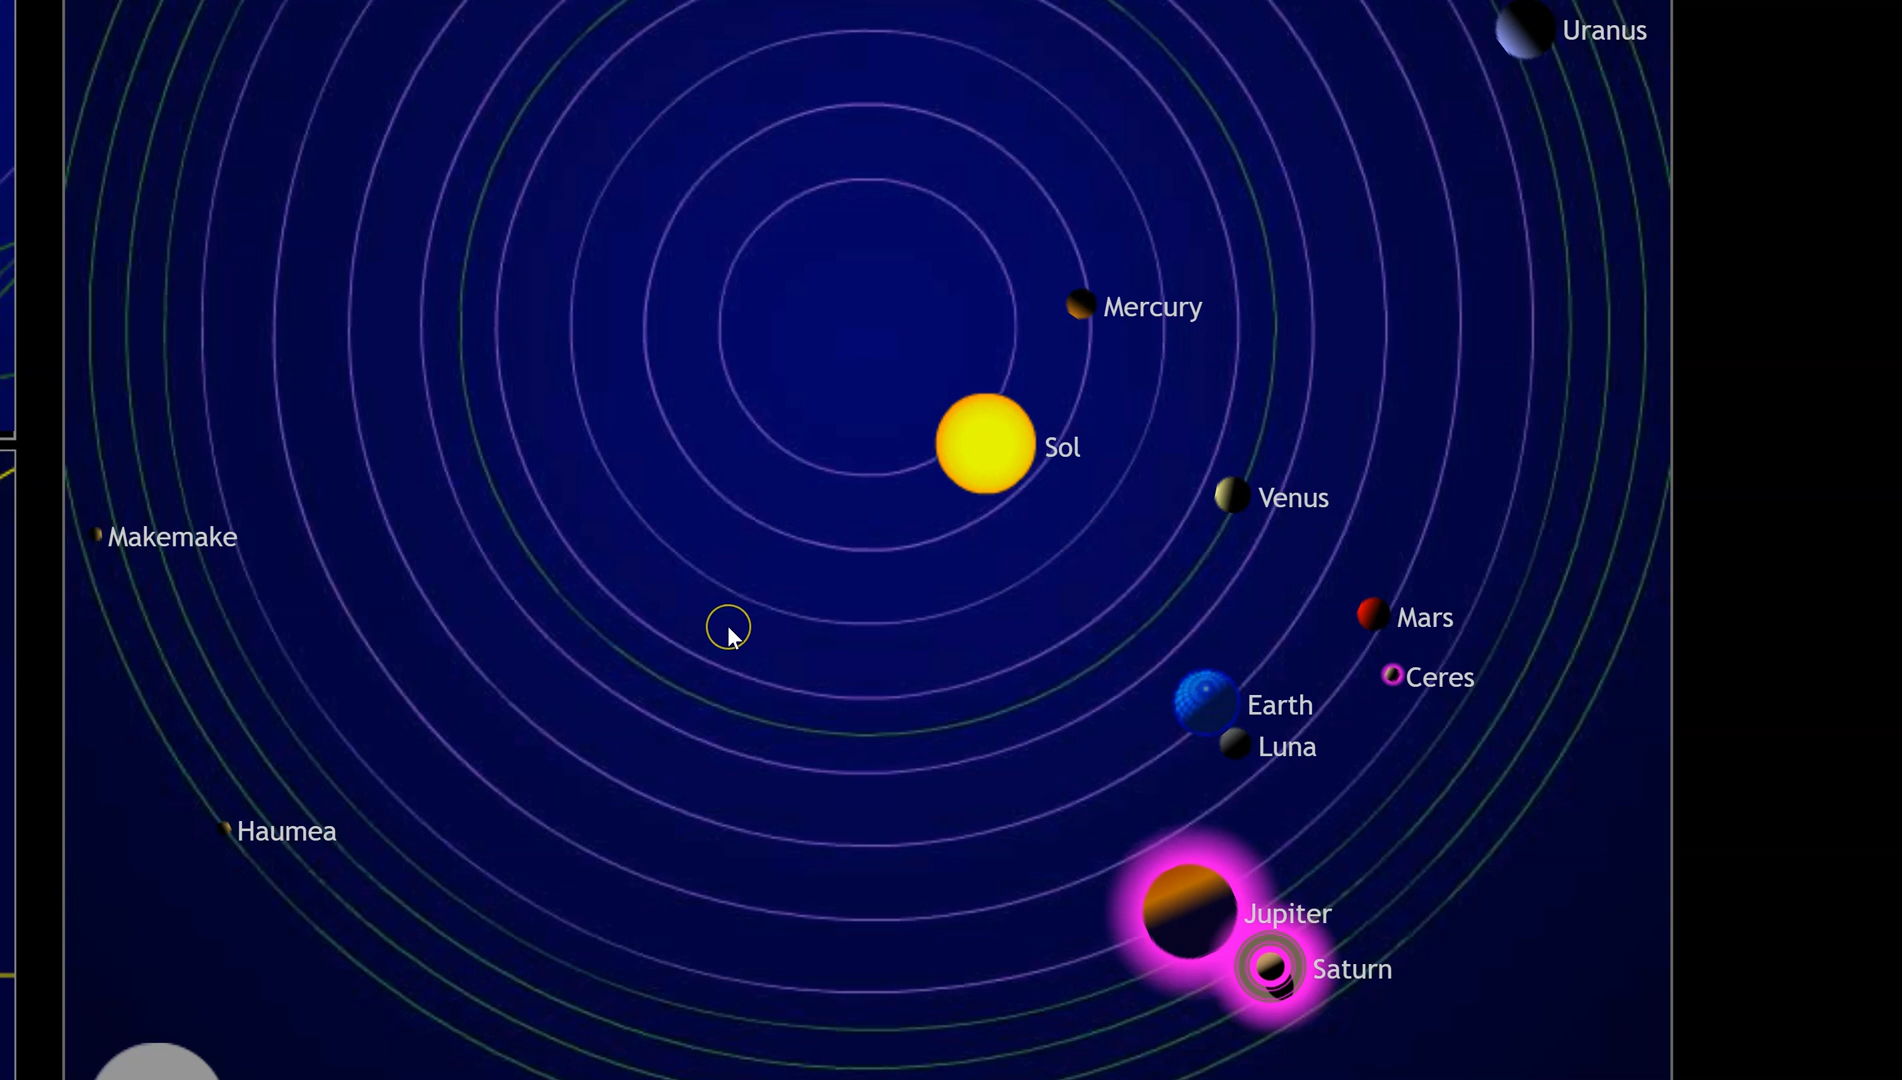 Uranus
Mercury
Sol
Venus
Makemake
Mars
Ceres
Earth
Luna
Haumea
Jupiter
Saturn